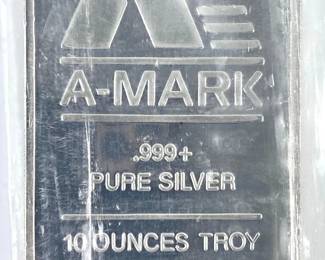 A-MARK
.999+
PURE SILVER
10 OUNCES TROY